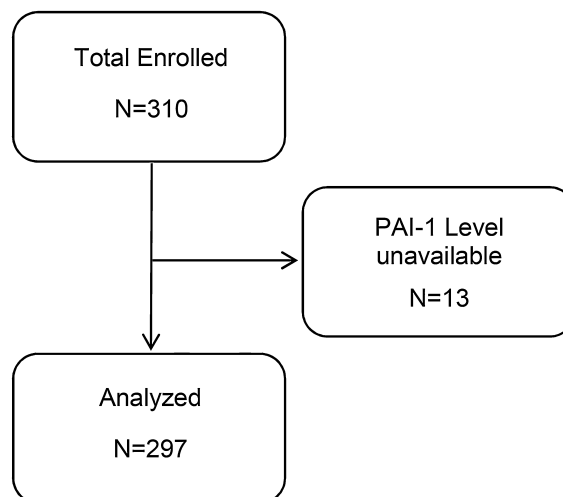 Total Enrolled
N=310
PAI-1 Level
unavailable
N=13
Analyzed
N=297